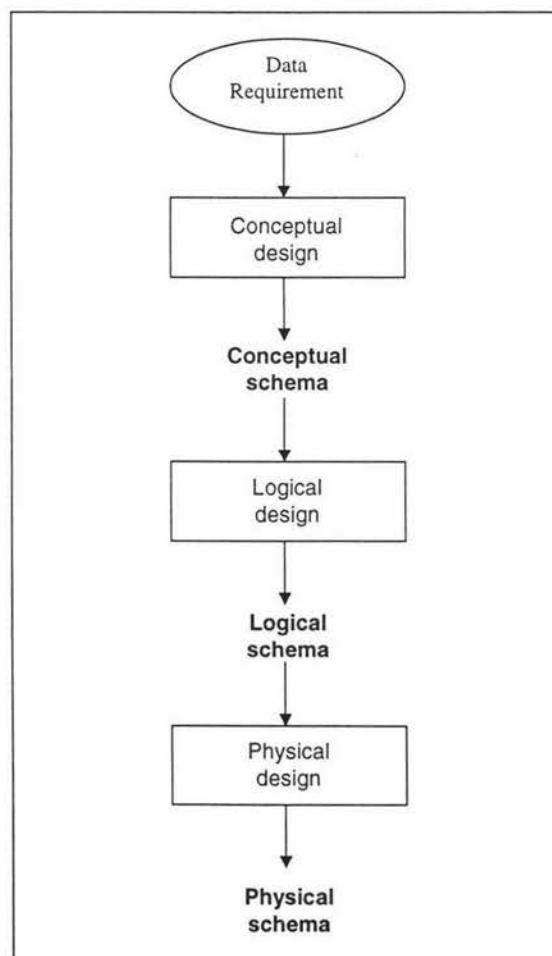 Data
Requirement
Conceptual
design
Conceptual
schema
Logical
design
Logical
schema
Physical
design
Physical
schema